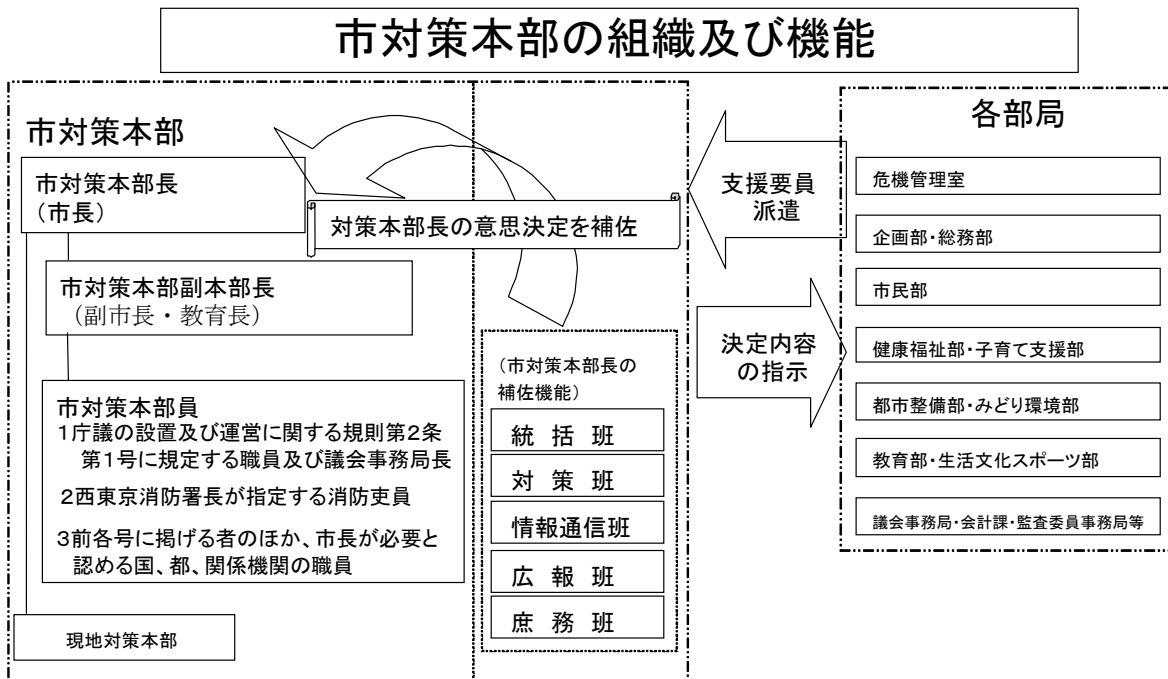 市対策本部の組織及び機能
市対策本部
市対策本部長
(市長)
対策本部長の意思決定を補佐
市対策本部副本部長
(副市長・教育長)
市対策本部員
1庁議の設置及び運営に関する規則第2条
第1号に規定する職員及び議会事務局長
2西東京消防署長が指定する消防吏員
3前各号に掲げる者のほか、市長が必要と
認める国、都、関係機関の職員
現地対策本部
(市対策本部長の
補佐機能)
統括班
対策班
情報通信班
広報班
庶務班
支援要員
派遣
決定内容
の指示
各部局
危機管理室
企画部・総務部
市民部
健康福祉部・子育て支援部
都市整備部・みどり環境部
教育部・生活文化スポーツ部
議会事務局・会計課・監査委員事務局等